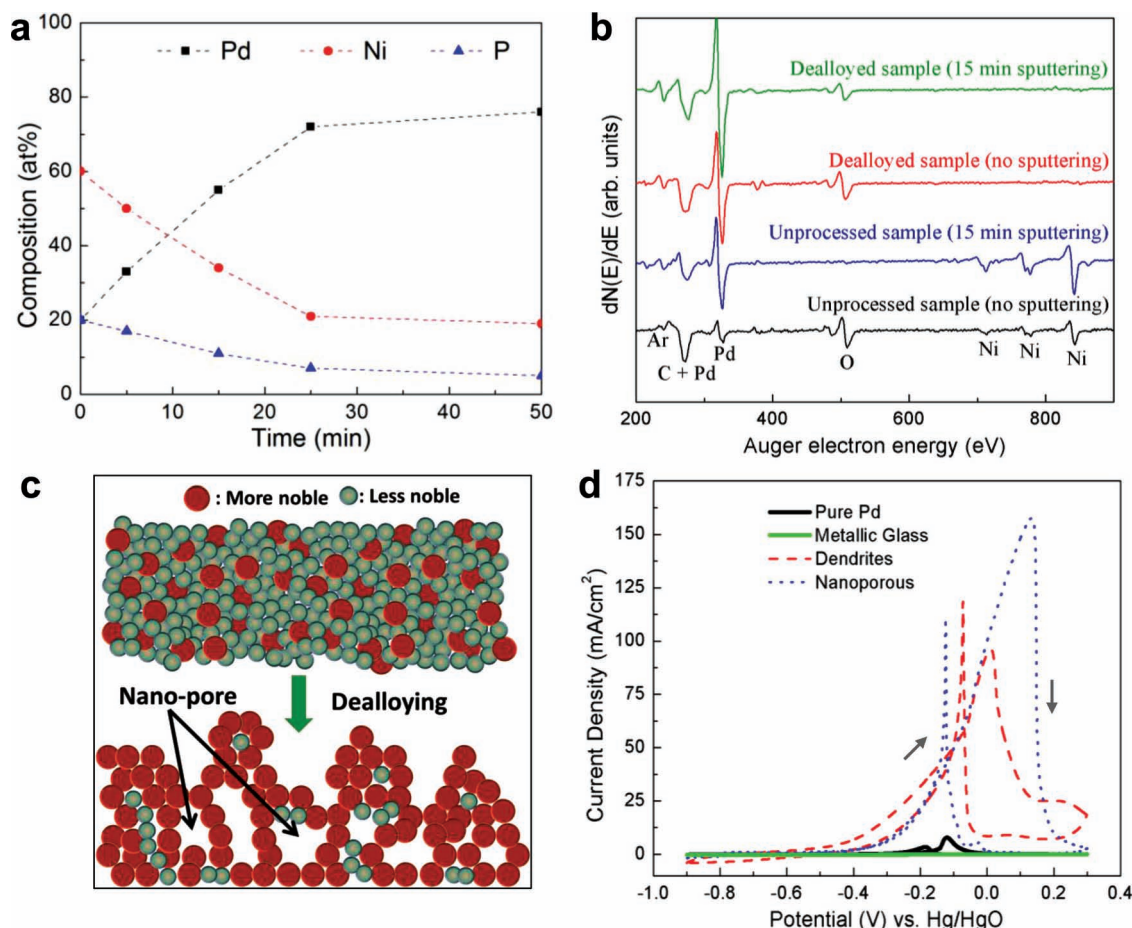 a
Pd Ni P
100
80
60
40
20
0
0 10 20 30 40 50
Composition (at%)
Time (min)
b
Dealloyed sample (15 min sputtering)
Dealloyed sample (no sputtering)
Unprocessed sample (15 min sputtering)
Unprocessed sample (no sputtering)
Ar
C + Pd
Pd
O
Ni
Ni
Ni
200 400 600 800
dN(E)/dE (arb. units)
Auger electron energy (eV)
c
: More noble : Less noble
Nano-pore
Dealloying
d
Pure Pd
Metallic Glass
Dendrites
Nanoporous
175
150
125
100
75
50
25
0
-1.0 -0.8 -0.6 -0.4 -0.2 0.0 0.2 0.4
Current Density (mA/cm²)
Potential (V) vs. Hg/HgO